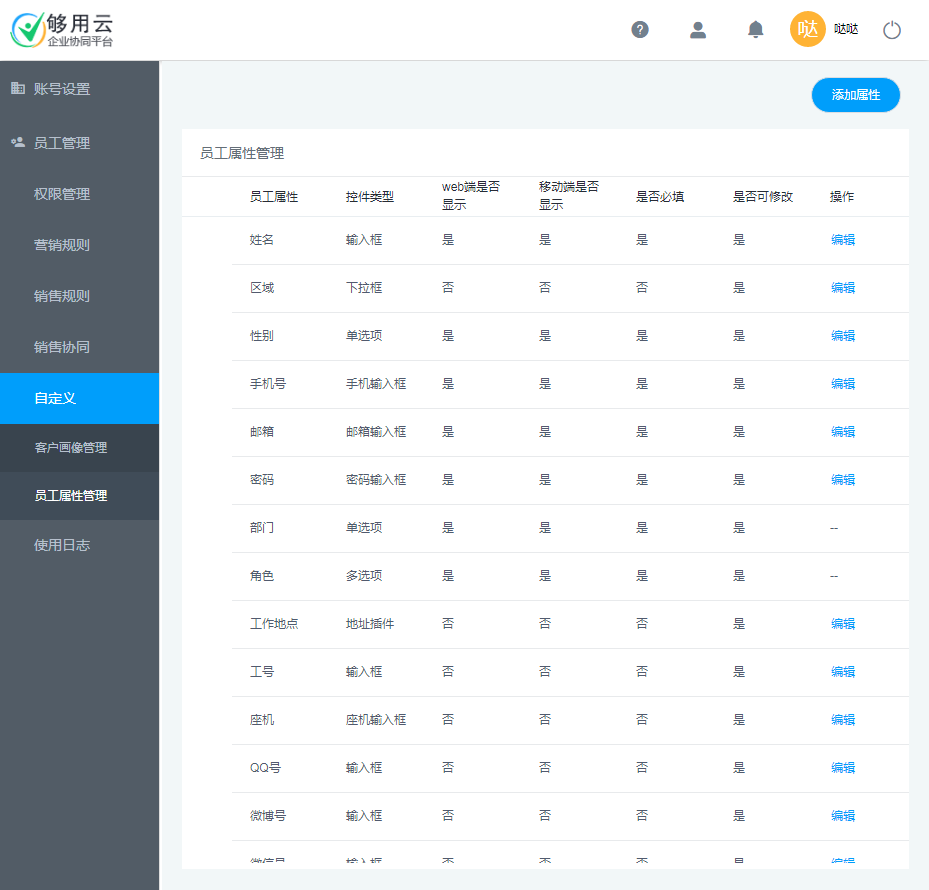 够用云
企业协同平台
?
哒
哒哒
添加属性
账号设置
员工管理
权限管理
营销规则
销售规则
销售协同
自定义
客户画像管理
员工属性管理
使用日志
员工属性管理
员工属性 控件类型 web端是否显示 移动端是否显示 是否必填 是否可修改 操作
姓名 输入框 是 是 是 是 编辑
区域 下拉框 否 否 否 是 编辑
性别 单选项 是 是 是 是 编辑
手机号 手机输入框 是 是 是 是 编辑
邮箱 邮箱输入框 是 是 是 是 编辑
密码 密码输入框 是 是 是 是 编辑
部门 单选项 是 是 是 是 --
角色 多选项 是 是 是 是 --
工作地点 地址插件 否 否 否 是 编辑
工号 输入框 否 否 否 是 编辑
座机 座机输入框 否 否 否 是 编辑
QQ号 输入框 否 否 否 是 编辑
微博号 输入框 否 否 否 是 编辑
微信号 输入框 否 否 否 是 编辑